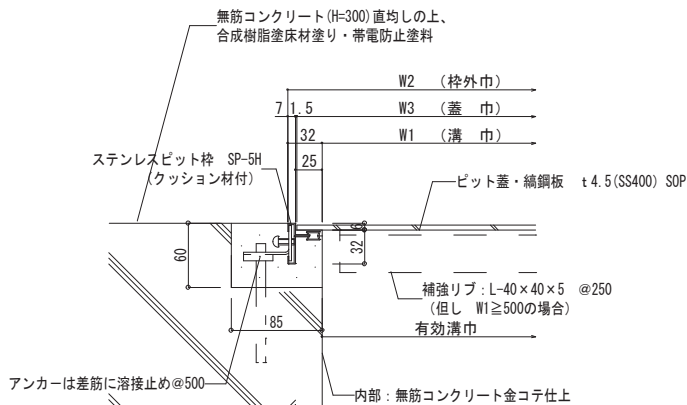 無筋コンクリート(H=300)直均しの上、
合成樹脂塗床材塗り・帯電防止塗料
W2 (枠外巾)
7 1.5 W3 (蓋 巾)
32 W1 (溝 巾)
25
ステンレスピット枠 SP-5H
(クッション材付)
ピット蓋・縞鋼板 t4.5(SS400) SOP
6
32
60
補強リブ:L-40×40×5 @250
(但し W1≧500の場合)
85
有効溝巾
アンカーは差筋に溶接止め@500
内部:無筋コンクリート金コテ仕上